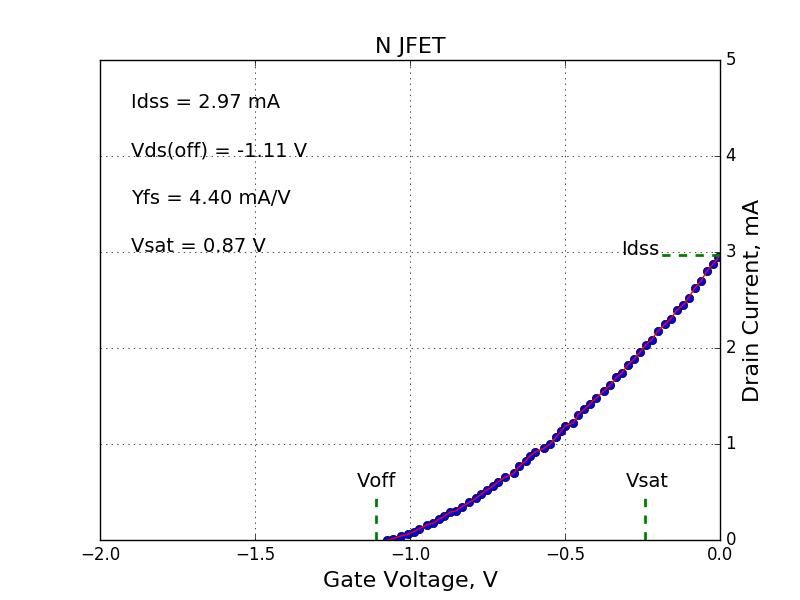 N JFET
Idss = 2.97 mA
Vds(off) = -1.11 V
Yfs = 4.40 mA/V
Vsat = 0.87 V
Idss
Voff
Vsat
5
4
3
2
1
0
Drain Current, mA
−2.0
−1.5
−1.0
−0.5
0.0
Gate Voltage, V